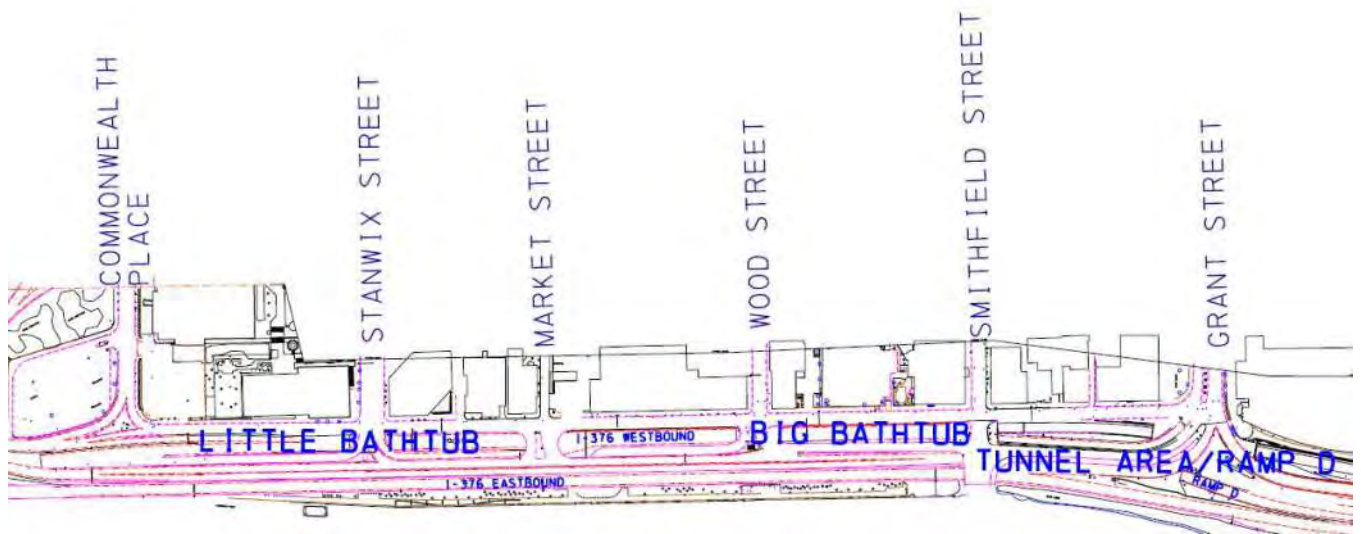 COMMONWEALTH
PLACE
STANWIX STREET
MARKET STREET
WOOD STREET
SMITHFIELD STREET
GRANT STREET
LITTLE BATHTUB
I-376 WESTBOUND
BIG BATHTUB
TUNNEL AREA/RAMP D
I-376 EASTBOUND
RAMP D